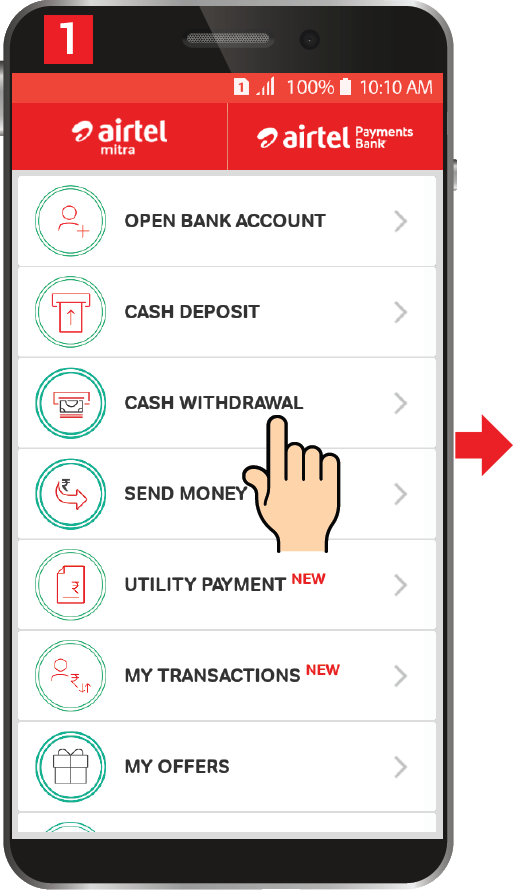 1
1 100% 10:10 AM
airtel
mitra
airtel Payments
Bank
OPEN BANK ACCOUNT
CASH DEPOSIT
CASH WITHDRAWAL
₹
SEND MONEY
₹
UTILITY PAYMENT NEW
₹
MY TRANSACTIONS NEW
MY OFFERS